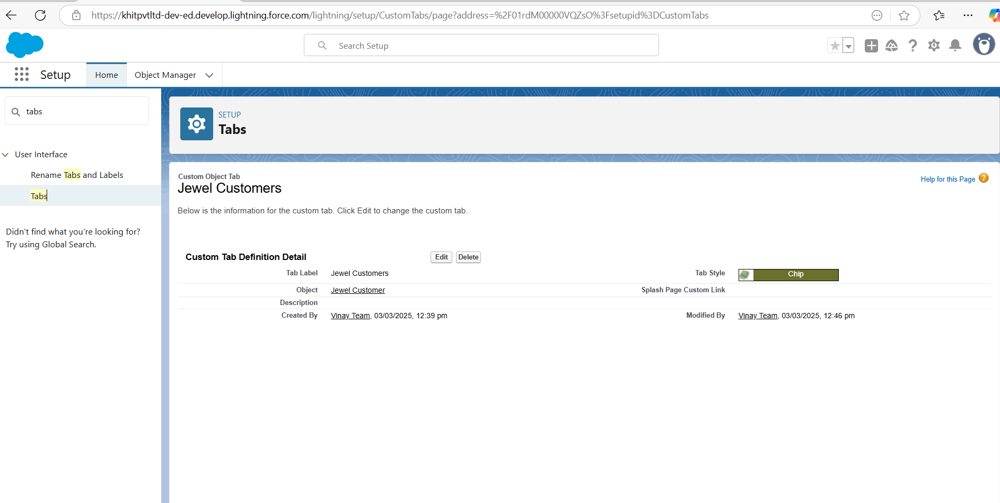 https://khitpvtltd-dev-ed.develop.lightning.force.com/lightning/setup/CustomTabs/page?address=%2F01rdM00000VQZsO%3Fsetupid%3DCustomTabs
Search Setup
Setup
Home
Object Manager
tabs
SETUP
Tabs
User Interface
Rename Tabs and Labels
Tabs
Didn't find what you're looking for?
Try using Global Search.
Custom Object Tab
Jewel Customers
Help for this Page
Below is the information for the custom tab. Click Edit to change the custom tab.
Custom Tab Definition Detail
Edit
Delete
Tab Label Jewel Customers
Tab Style Chip
Object Jewel Customer
Splash Page Custom Link
Description
Created By Vinay Team, 03/03/2025, 12:39 pm
Modified By Vinay Team, 03/03/2025, 12:46 pm